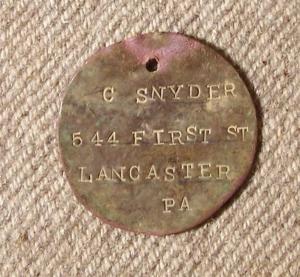 C SNYDER
544 FIRST ST
LANCASTER
PA